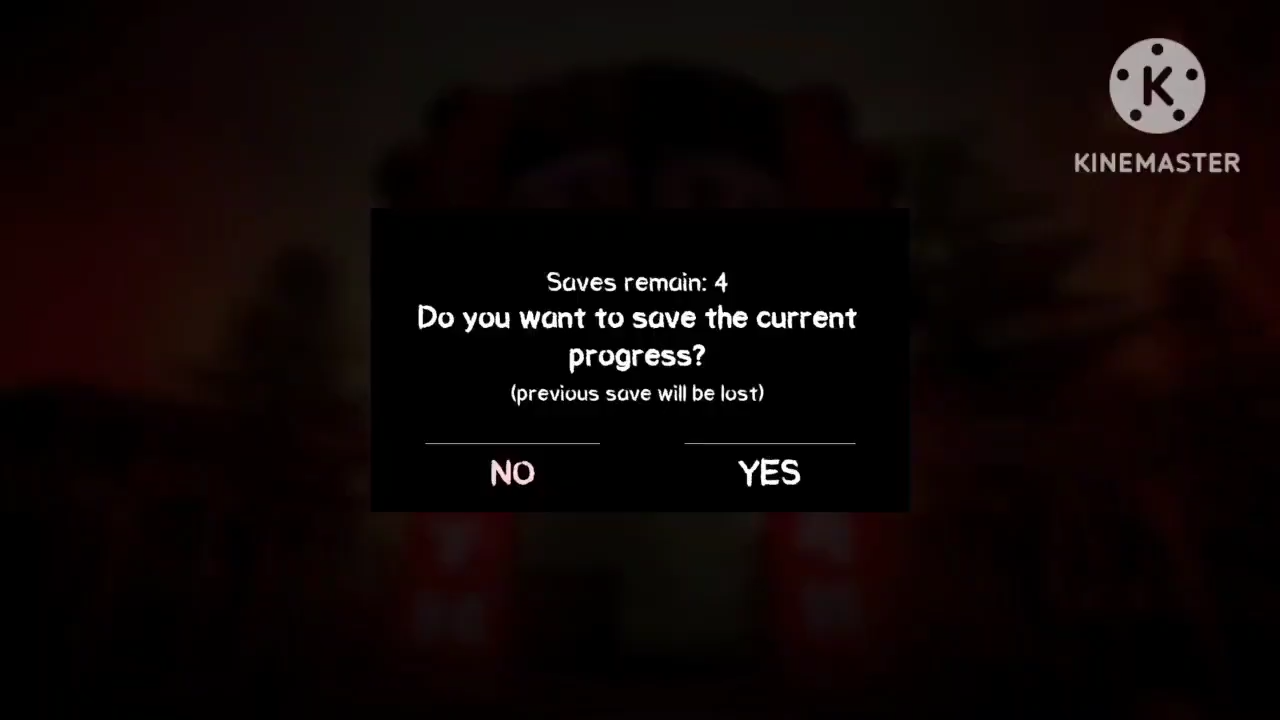 K
KINEMASTER
Saves remain: 4
Do you want to save the current
progress?
(previous save will be lost)
NO
YES